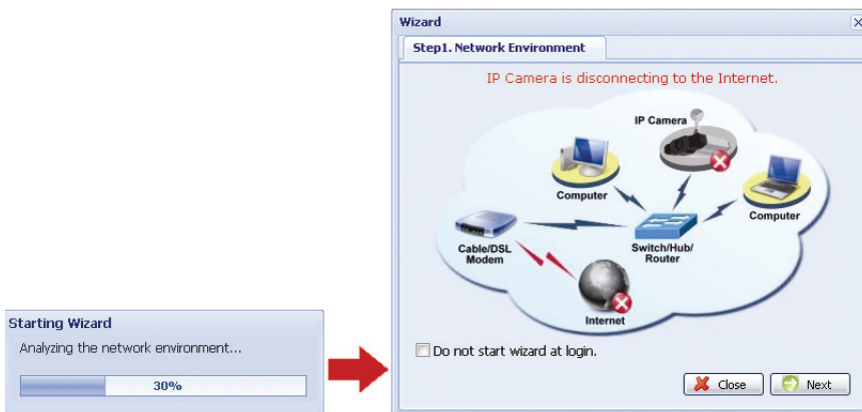 Starting Wizard
Analyzing the network environment...
30%
Wizard
Step1. Network Environment
IP Camera is disconnecting to the Internet.
IP Camera
Computer
Computer
Cable/DSL
Modem
Switch/Hub/
Router
Internet
Do not start wizard at login.
Close
Next